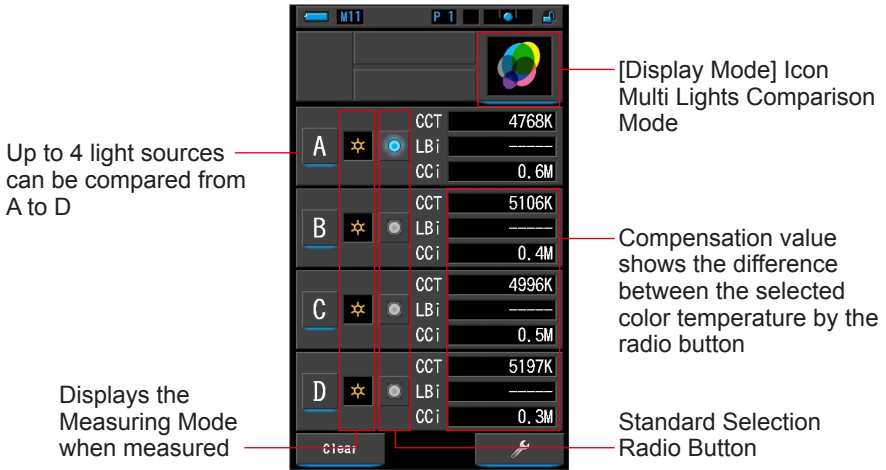 M11 P 1
[Display Mode] Icon
Multi Lights Comparison
Mode
Up to 4 light sources
can be compared from
A to D
A
CCT 4768K
LBi -----
CCi 0.6M
B
CCT 5106K
LBi -----
CCi 0.4M
C
CCT 4996K
LBi -----
CCi 0.5M
D
CCT 5197K
LBi -----
CCi 0.3M
Compensation value
shows the difference
between the selected
color temperature by the
radio button
Displays the
Measuring Mode
when measured
Standard Selection
Radio Button
Clear